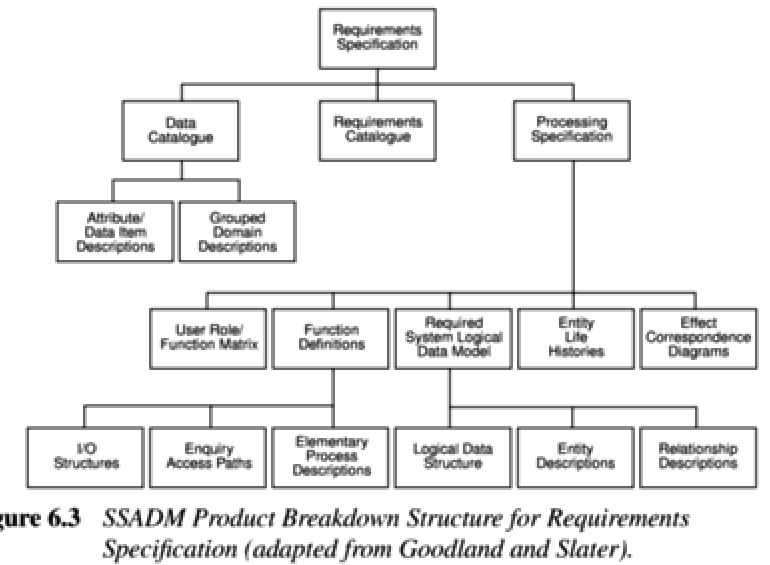 Requirements
Specification
Data
Catalogue
Requirements
Catalogue
Processing
Specification
Attribute/
Data Item
Descriptions
Grouped
Domain
Descriptions
User Role/
Function Matrix
Function
Definitions
Required
System Logical
Data Model
Entity
Life
Histories
Effect
Correspondence
Diagrams
I/O
Structures
Enquiry
Access Paths
Elementary
Process
Descriptions
Logical Data
Structure
Entity
Descriptions
Relationship
Descriptions
gure 6.3 SSADM Product Breakdown Structure for Requirements
Specification (adapted from Goodland and Slater).